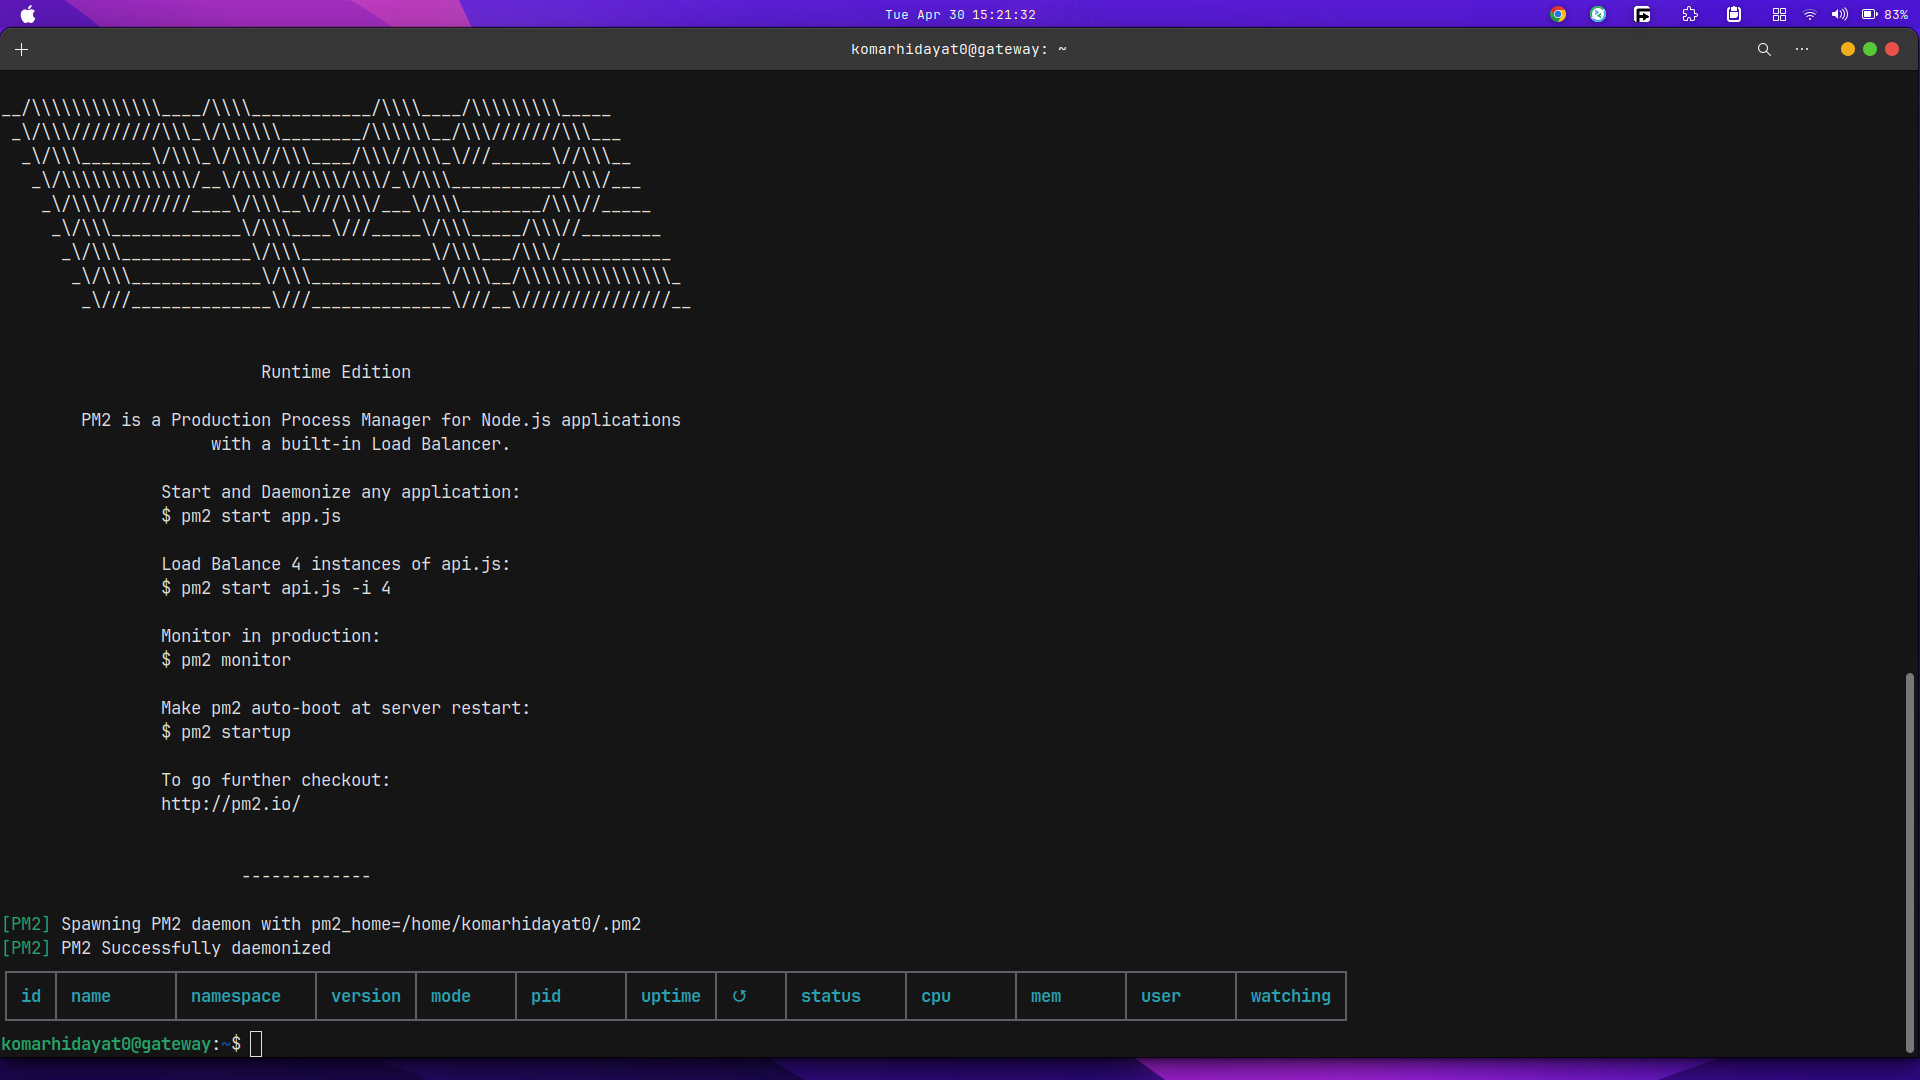 Tue Apr 30 15:21:32
83%
komarhidayat0@gateway: ~
__/\\\\\\\\\\\\\____/\\\\____________/\\\\____/\\\\\\\\\_____
 _\/\\\/////////\\\_\/\\\\\\________/\\\\\\__/\\\///////\\\___
  _\/\\\_______\/\\\_\/\\\//\\\____/\\\//\\\_\///______\//\\\__
   _\/\\\\\\\\\\\\\/__\/\\\\///\\\/\\\/_\/\\\___________/\\\/___
    _\/\\\/////////____\/\\\__\///\\\/___\/\\\________/\\\//_____
     _\/\\\_____________\/\\\____\///_____\/\\\_____/\\\//________
      _\/\\\_____________\/\\\_____________\/\\\___/\\\/___________
       _\/\\\_____________\/\\\_____________\/\\\__/\\\\\\\\\\\\\\\_
        _\///______________\///______________\///__\///////////////__
Runtime Edition
PM2 is a Production Process Manager for Node.js applications
with a built-in Load Balancer.
Start and Daemonize any application:
$ pm2 start app.js
Load Balance 4 instances of api.js:
$ pm2 start api.js -i 4
Monitor in production:
$ pm2 monitor
Make pm2 auto-boot at server restart:
$ pm2 startup
To go further checkout:
http://pm2.io/
-------------
[PM2] Spawning PM2 daemon with pm2_home=/home/komarhidayat0/.pm2
[PM2] PM2 Successfully daemonized
id name namespace version mode pid uptime ↺ status cpu mem user watching
komarhidayat0@gateway:~$